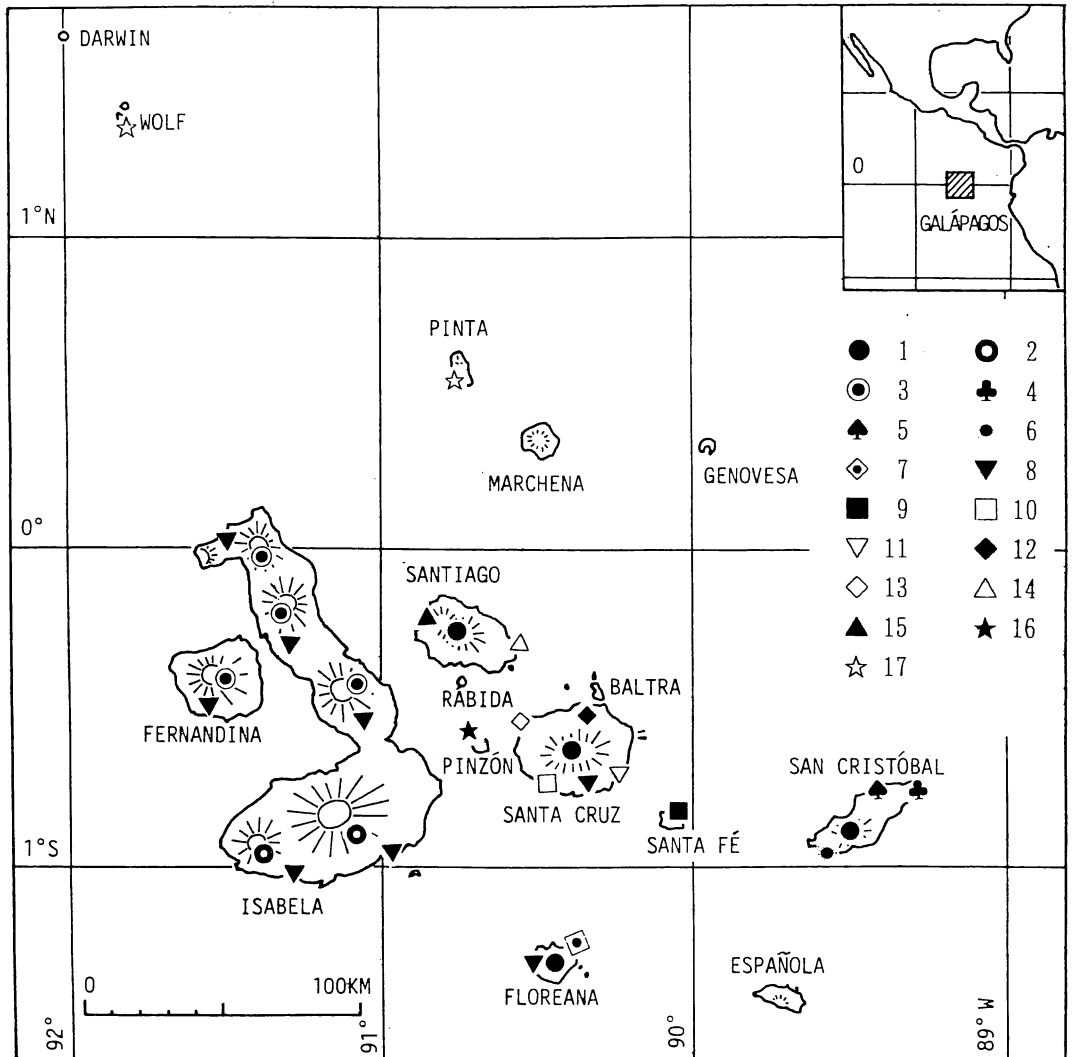 DARWIN
WOLF
0
GALÁPAGOS
1°N
PINTA
MARCHENA
GENOVESA
1 2
3 4
5 6
7 8
9 10
11 12
13 14
15 16
17
0°
SANTIAGO
RÁBIDA
BALTRA
FERNANDINA
PINZÓN
SAN CRISTÓBAL
SANTA CRUZ
SANTA FÉ
1°S
ISABELA
ESPAÑOLA
FLOREANA
0 100KM
92° 91° 90° 89° W